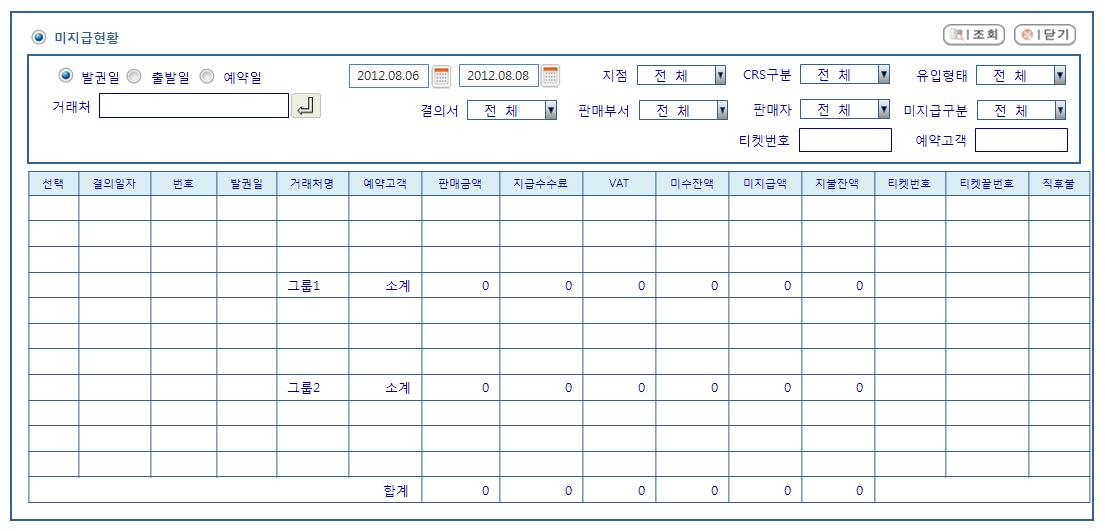 미지급현황 조회 닫기
발권일 출발일 예약일 2012.08.06 2012.08.08 지점 전 체 CRS구분 전 체 유입형태 전 체
거래처 결의서 전 체 판매부서 전 체 판매자 전 체 미지급구분 전 체
티켓번호 예약고객
선택 결의일자 번호 발권일 거래처명 예약고객 판매금액 지급수수료 VAT 미수잔액 미지급액 지불잔액 티켓번호 티켓끝번호 직후불
그룹1 소계 0 0 0 0 0 0
그룹2 소계 0 0 0 0 0 0
합계 0 0 0 0 0 0